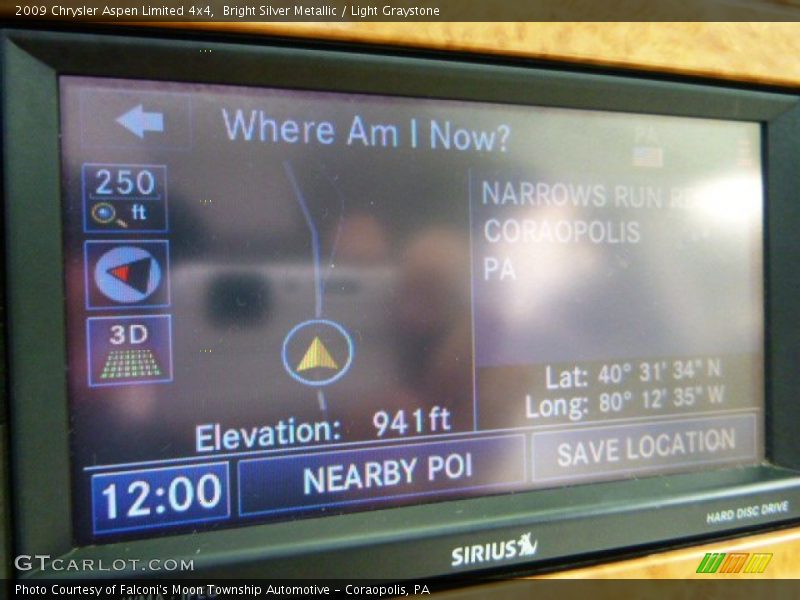 2009 Chrysler Aspen Limited 4x4, Bright Silver Metallic / Light Graystone
Where Am I Now?
PA
250
ft
3D
NARROWS RUN
CORAOPOLIS
PA
Lat: 40° 31' 34" N
Long: 80° 12' 35" W
Elevation: 941ft
12:00
NEARBY POI
SAVE LOCATION
HARD DISC DRIVE
SIRIUS
GTCARLOT.COM
Photo Courtesy of Falconi's Moon Township Automotive - Coraopolis, PA